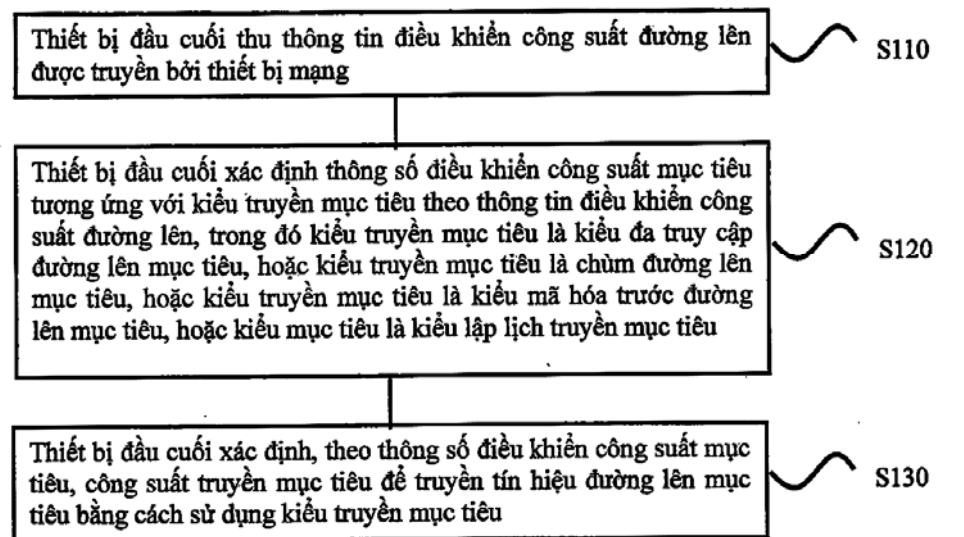 Thiết bị đầu cuối thu thông tin điều khiển công suất đường lên
được truyền bởi thiết bị mạng
S110
Thiết bị đầu cuối xác định thông số điều khiển công suất mục tiêu
tương ứng với kiểu truyền mục tiêu theo thông tin điều khiển công
suất đường lên, trong đó kiểu truyền mục tiêu là kiểu đa truy cập
đường lên mục tiêu, hoặc kiểu truyền mục tiêu là chùm đường lên
mục tiêu, hoặc kiểu truyền mục tiêu là kiểu mã hóa trước đường
lên mục tiêu, hoặc kiểu mục tiêu là kiểu lập lịch truyền mục tiêu
S120
Thiết bị đầu cuối xác định, theo thông số điều khiển công suất mục
tiêu, công suất truyền mục tiêu để truyền tín hiệu đường lên mục
tiêu bằng cách sử dụng kiểu truyền mục tiêu
S130